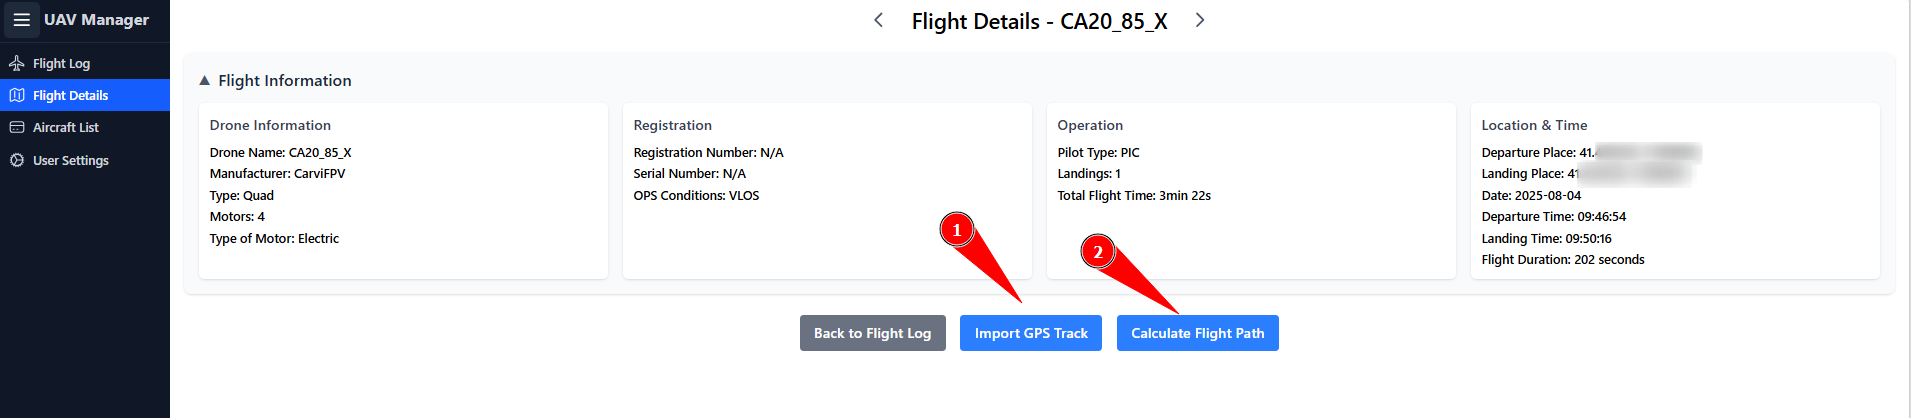 UAV Manager
Flight Log
Flight Details
Aircraft List
User Settings
Flight Details - CA20_85_X
▲ Flight Information
Drone Information
Drone Name: CA20_85_X
Manufacturer: CarviFPV
Type: Quad
Motors: 4
Type of Motor: Electric
Registration
Registration Number: N/A
Serial Number: N/A
OPS Conditions: VLOS
Operation
Pilot Type: PIC
Landings: 1
Total Flight Time: 3min 22s
Location & Time
Departure Place: 41.
Landing Place: 41
Date: 2025-08-04
Departure Time: 09:46:54
Landing Time: 09:50:16
Flight Duration: 202 seconds
1
2
Back to Flight Log
Import GPS Track
Calculate Flight Path